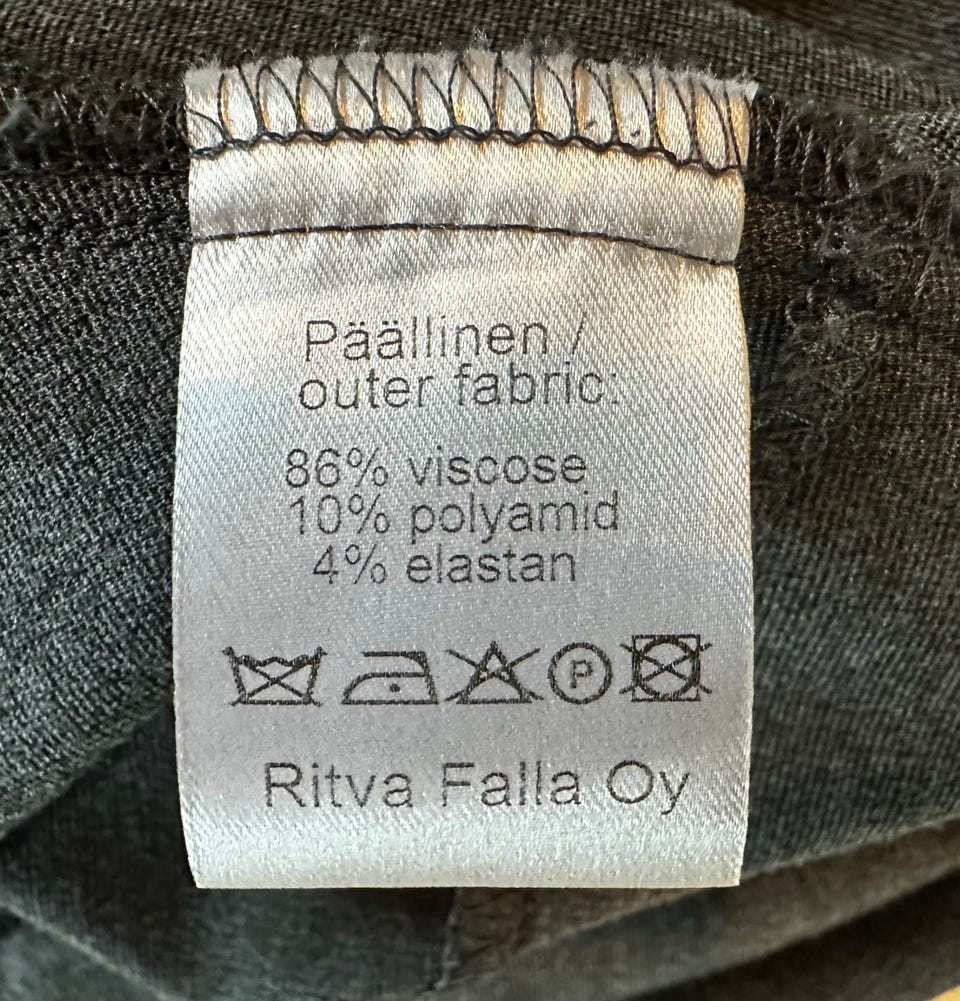 Päällinen /
outer fabric:
86% viscose
10% polyamid
4% elastan
P
Ritva Falla Oy